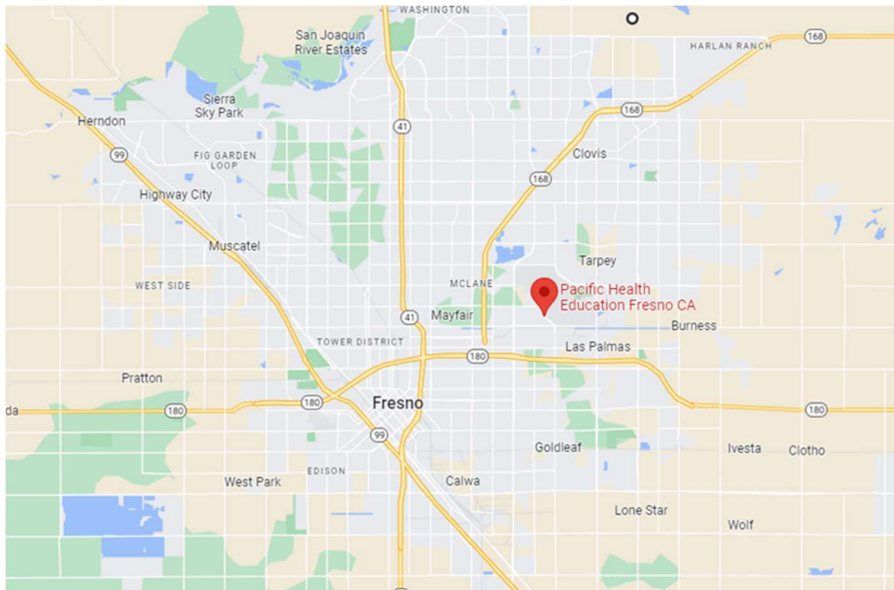 WASHINGTON
San Joaquin
River Estates
168
HARLAN RANCH
Sierra
Sky Park
168
Herndon
41
99
FIG GARDEN
LOOP
Clovis
168
Highway City
Muscatel
Tarpey
WEST SIDE
MCLANE
Pacific Health
Education Fresno CA
41
Mayfair
Burness
TOWER DISTRICT
Las Palmas
180
Pratton
da
180
180
Fresno
180
99
Goldleaf
Ivesta
Clotho
EDISON
West Park
Calwa
Lone Star
Wolf